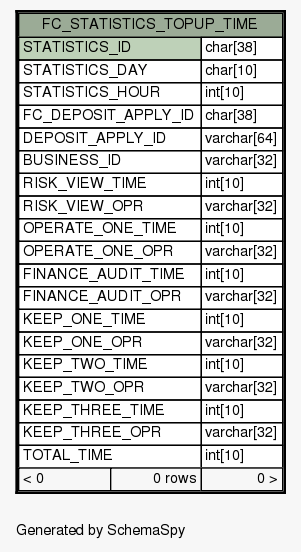 FC_STATISTICS_TOPUP_TIME
STATISTICS_ID char[38]
STATISTICS_DAY char[10]
STATISTICS_HOUR int[10]
FC_DEPOSIT_APPLY_ID char[38]
DEPOSIT_APPLY_ID varchar[64]
BUSINESS_ID varchar[32]
RISK_VIEW_TIME int[10]
RISK_VIEW_OPR varchar[32]
OPERATE_ONE_TIME int[10]
OPERATE_ONE_OPR varchar[32]
FINANCE_AUDIT_TIME int[10]
FINANCE_AUDIT_OPR varchar[32]
KEEP_ONE_TIME int[10]
KEEP_ONE_OPR varchar[32]
KEEP_TWO_TIME int[10]
KEEP_TWO_OPR varchar[32]
KEEP_THREE_TIME int[10]
KEEP_THREE_OPR varchar[32]
TOTAL_TIME int[10]
< 0 0 rows 0 >
Generated by SchemaSpy